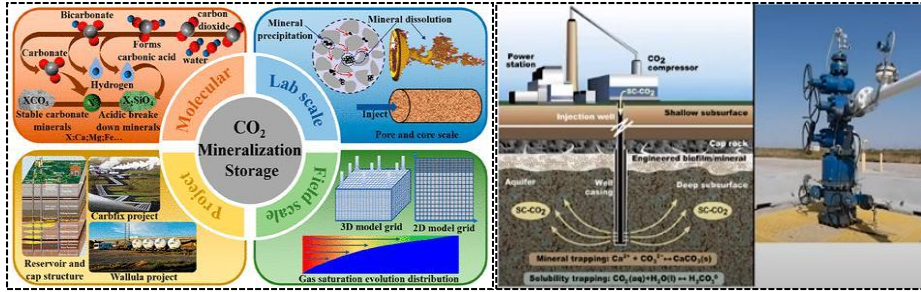 Bicarbonate
carbon
dioxide
Carbonate
Forms
carbonic acid
water
Hydrogen
XCO₃
X²⁺
X₂SiO₄
Stable carbonate
minerals
Acidic breake
down minerals
X:Ca;Mg;Fe...
Molecular
Mineral
precipitation
Mineral dissolution
Inject
Pore and core scale
Lab scale
CO₂
Mineralization
Storage
Project
Carbfix project
Reservoir and
cap structure
Wallula project
Field scale
3D model grid
2D model grid
Gas saturation evolution distribution
Power
station
CO₂
compressor
SC-CO₂
Injection well
Shallow subsurface
Cap rock
Engineered biofilm mineral
Aquifer
Well
casing
Deep subsurface
SC-CO₂
SC-CO₂
Mineral trapping: Ca²⁺ + CO₃²⁻↔ CaCO₃(s)
Solubility trapping: CO₂(aq)+H₂O(l) ↔ H₂CO₃⁰